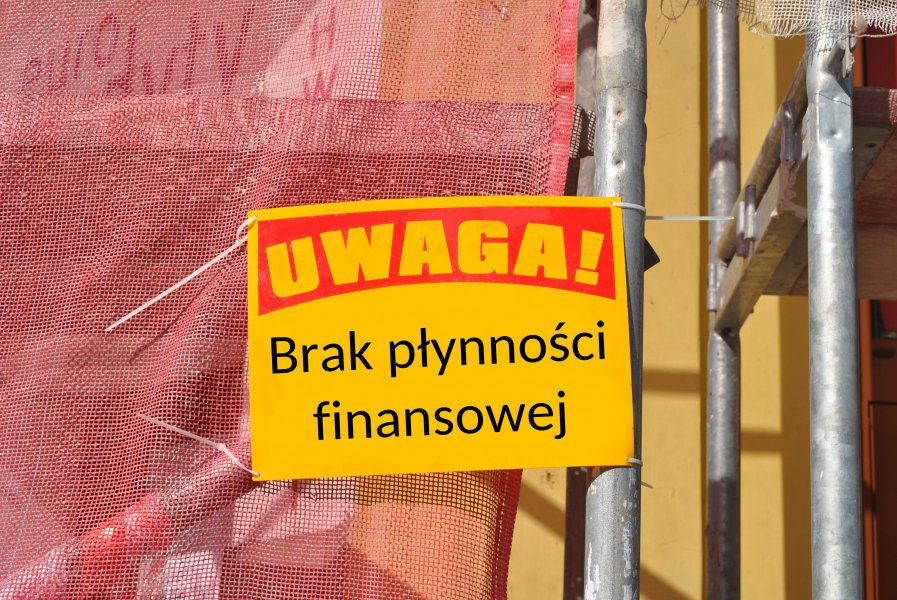 UWAGA!
Brak płynności
finansowej